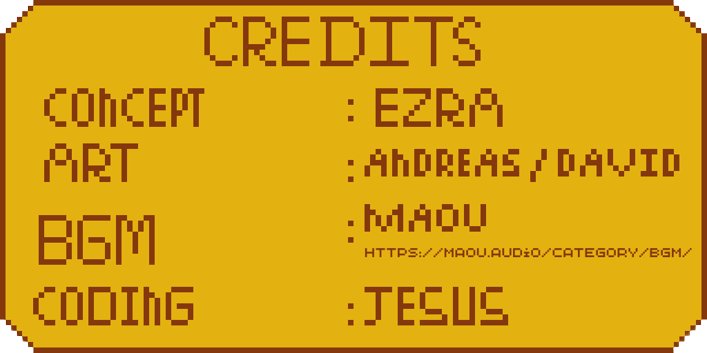 CREDITS
CONCEPT : EZRA
ART : ANDREAS/DAVID
BGM : MAOU
HTTPS://MAOU.AUDiO/CATEGORY/BGM/
CODING : JESUS